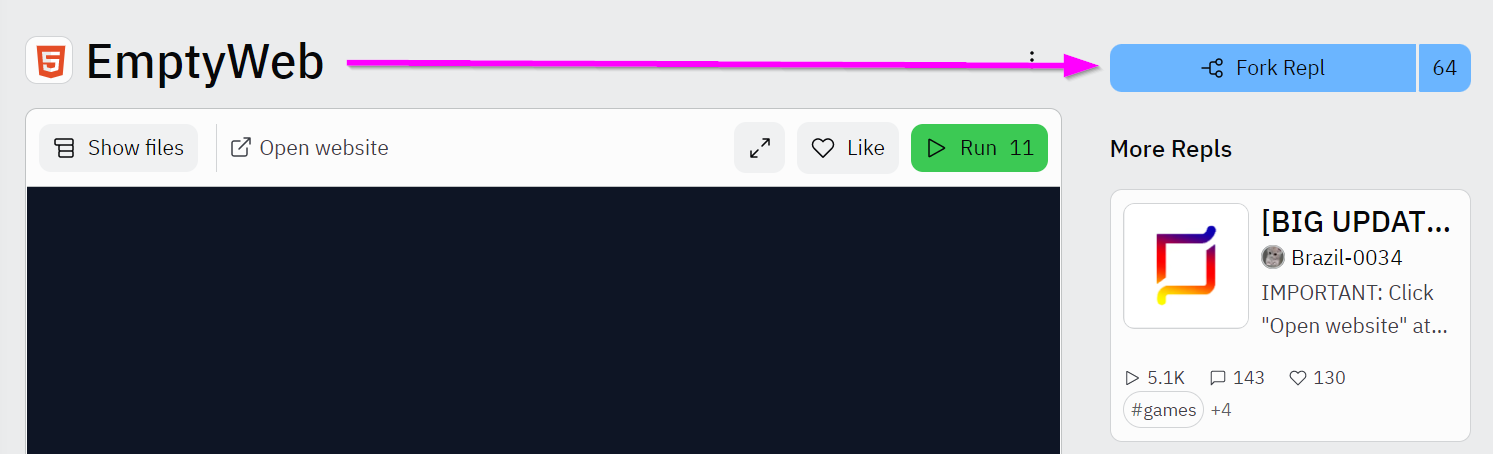 EmptyWeb
Fork Repl 64
Show files Open website Like Run 11
More Repls
[BIG UPDAT...
Brazil-0034
IMPORTANT: Click
"Open website" at...
5.1K 143 130
#games +4